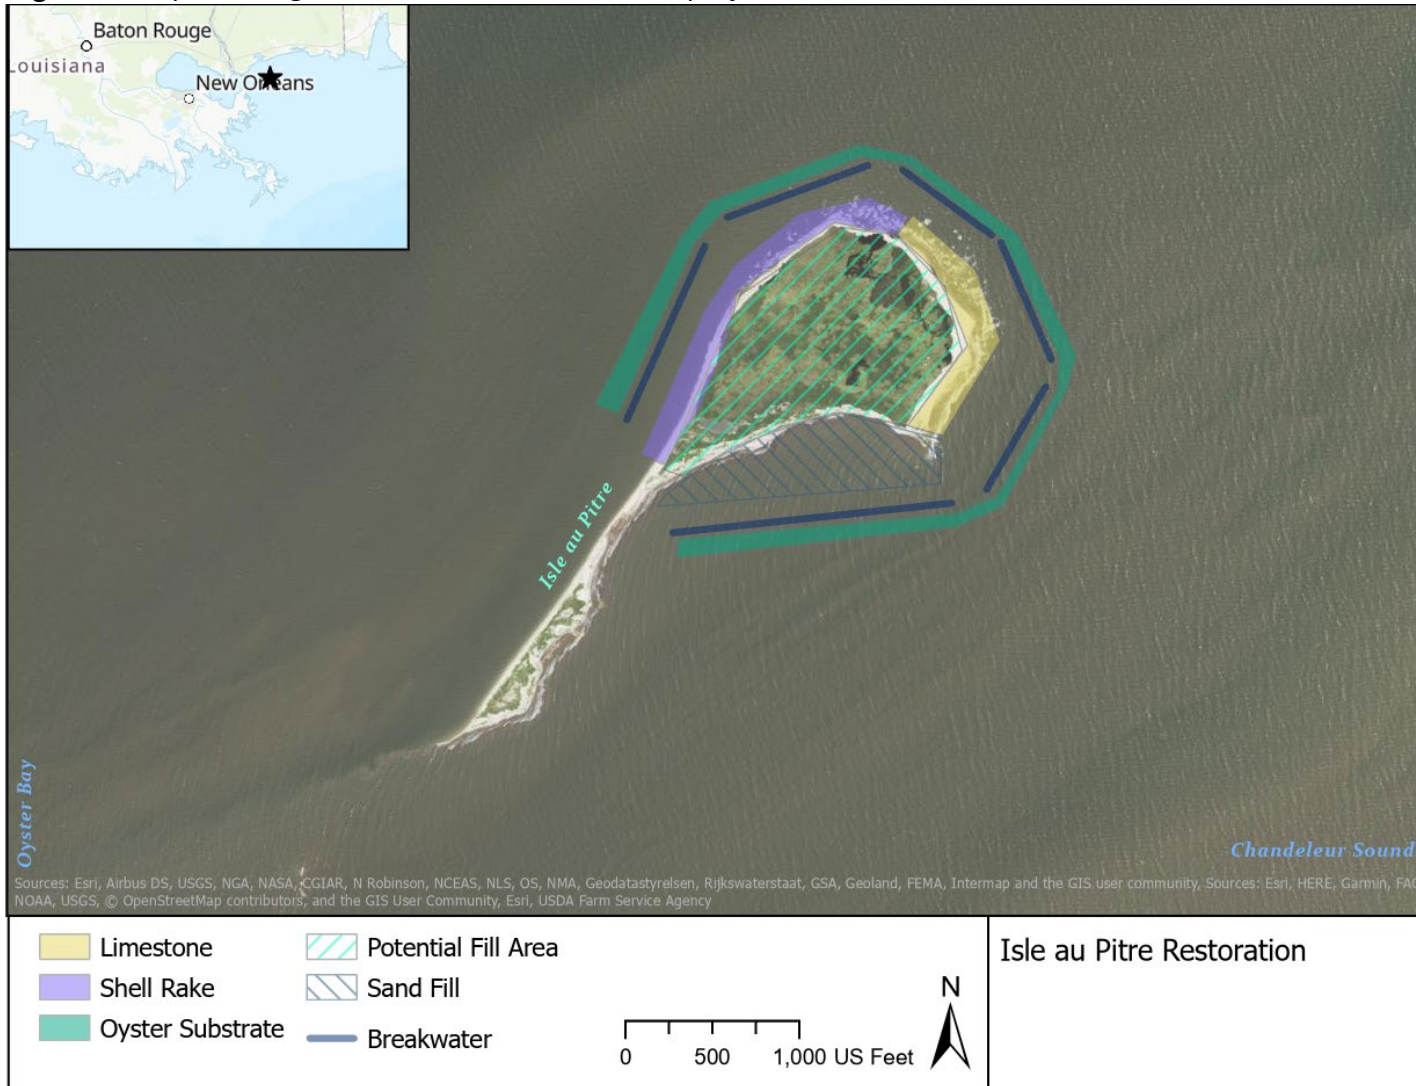 Baton Rouge
ouisiana
New Orleans
Isle au Pitre
Oyster Bay
Chandeleur Sound
Sources: Esri, Airbus DS, USGS, NGA, NASA, CGIAR, N Robinson, NCEAS, NLS, OS, NMA, Geodatastyrelsen, Rijkswaterstaat, GSA, Geoland, FEMA, Intermap and the GIS user community, Sources: Esri, HERE, Garmin, FAO
NOAA, USGS, © OpenStreetMap contributors, and the GIS User Community, Esri, USDA Farm Service Agency
Limestone
Shell Rake
Oyster Substrate
Potential Fill Area
Sand Fill
Breakwater
0 500 1,000 US Feet
N
Isle au Pitre Restoration